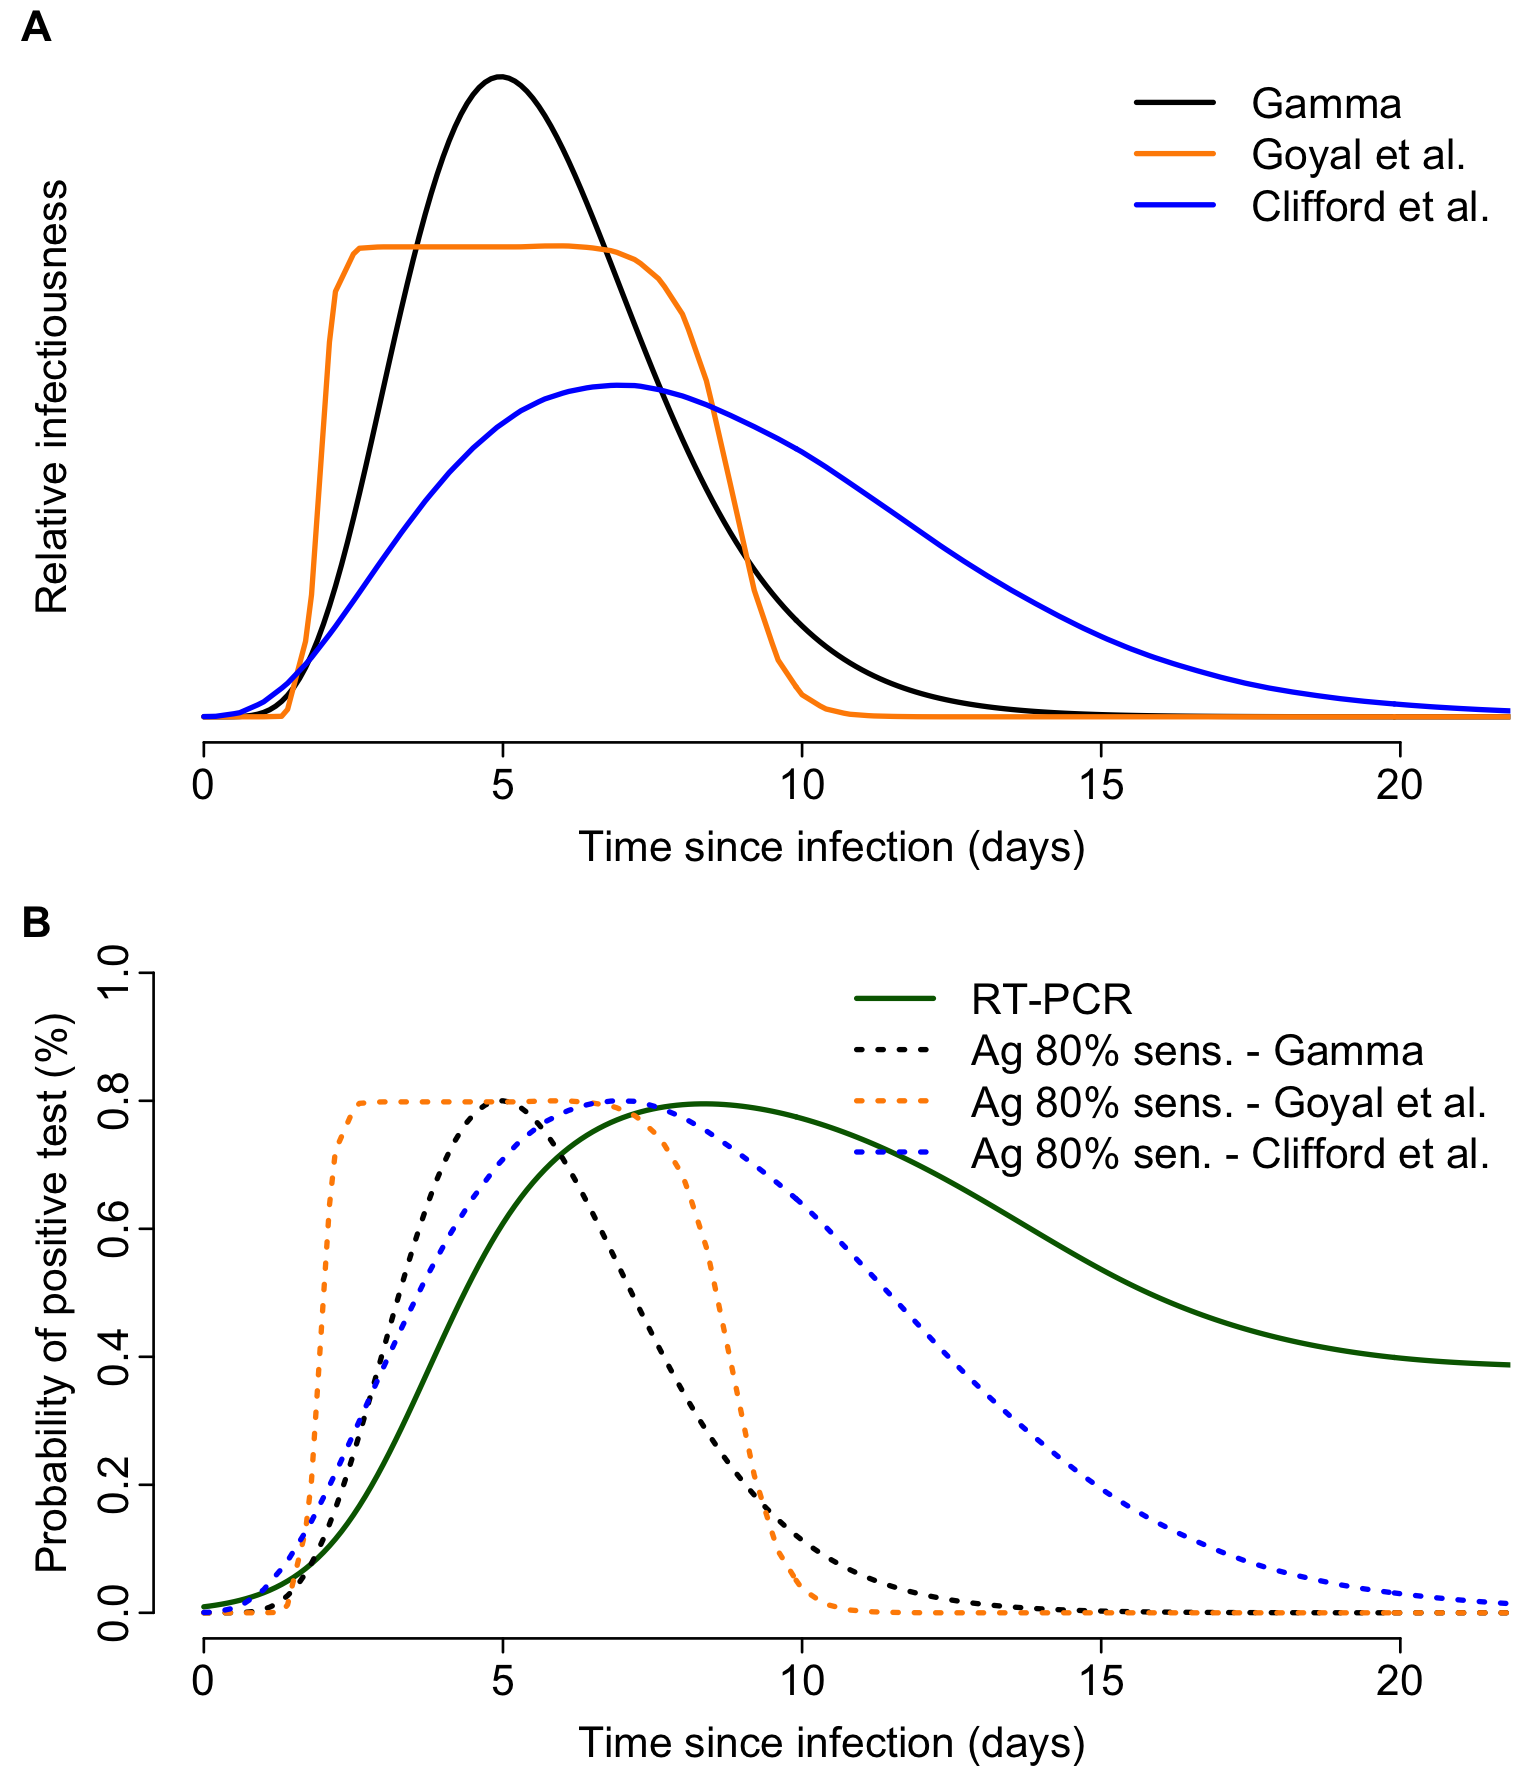 A
Relative infectiousness
Gamma
Goyal et al.
Clifford et al.
0 5 10 15 20
Time since infection (days)
B
Probability of positive test (%)
1.0
0.8
0.6
0.4
0.2
0.0
RT-PCR
Ag 80% sens. - Gamma
Ag 80% sens. - Goyal et al.
Ag 80% sen. - Clifford et al.
0 5 10 15 20
Time since infection (days)